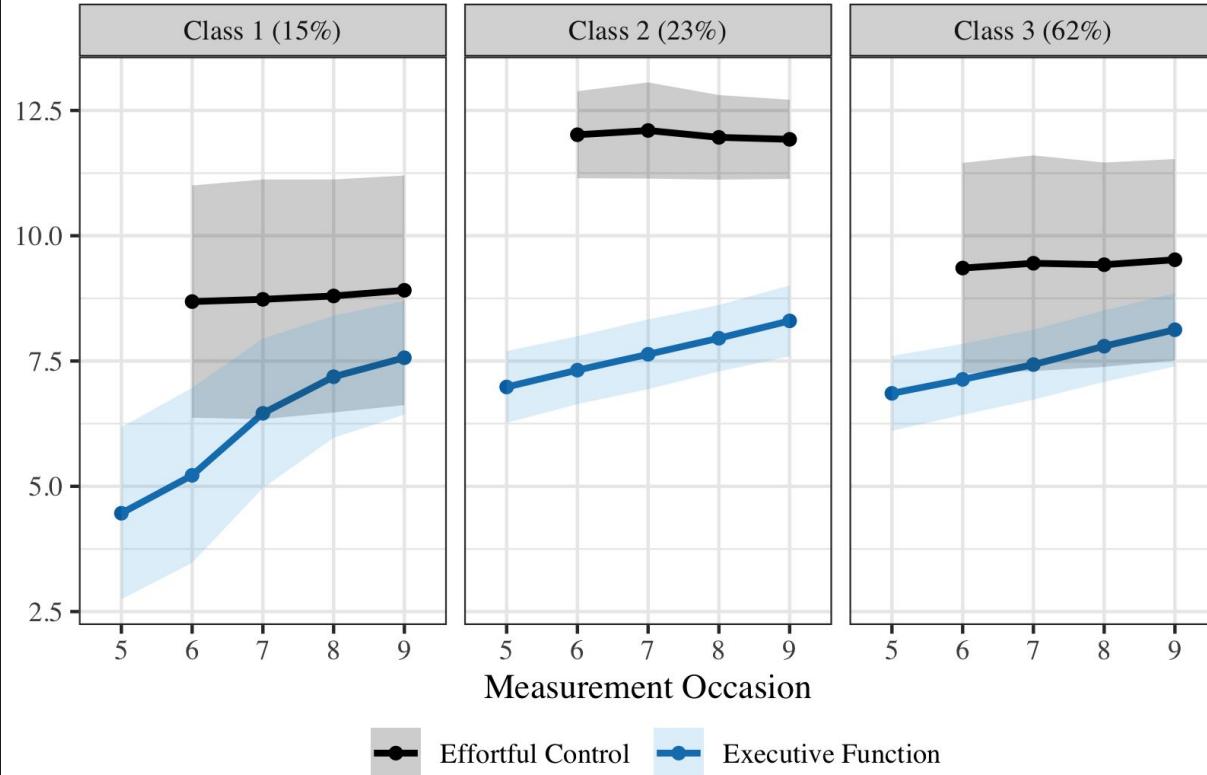 Class 1 (15%)
Class 2 (23%)
Class 3 (62%)
12.5
10.0
7.5
5.0
2.5
5 6 7 8 9
5 6 7 8 9
5 6 7 8 9
Measurement Occasion
Effortful Control
Executive Function